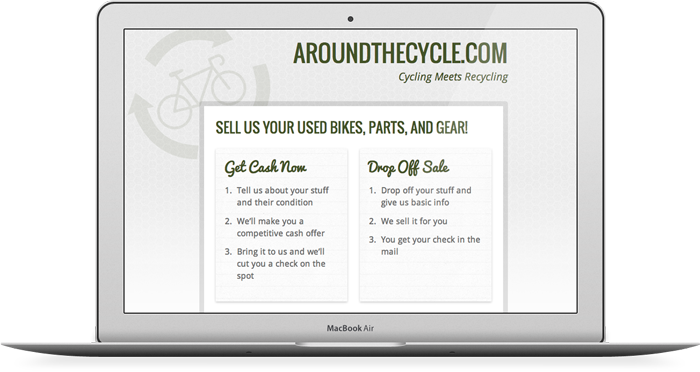 AROUNDTHECYCLE.COM
Cycling Meets Recycling
SELL US YOUR USED BIKES, PARTS, AND GEAR!
Get Cash Now
1. Tell us about your stuff
and their condition
2. We'll make you a
competitive cash offer
3. Bring it to us and we'll
cut you a check on the
spot
Drop Off Sale
1. Drop off your stuff and
give us basic info
2. We sell it for you
3. You get your check in the
mail
MacBook Air